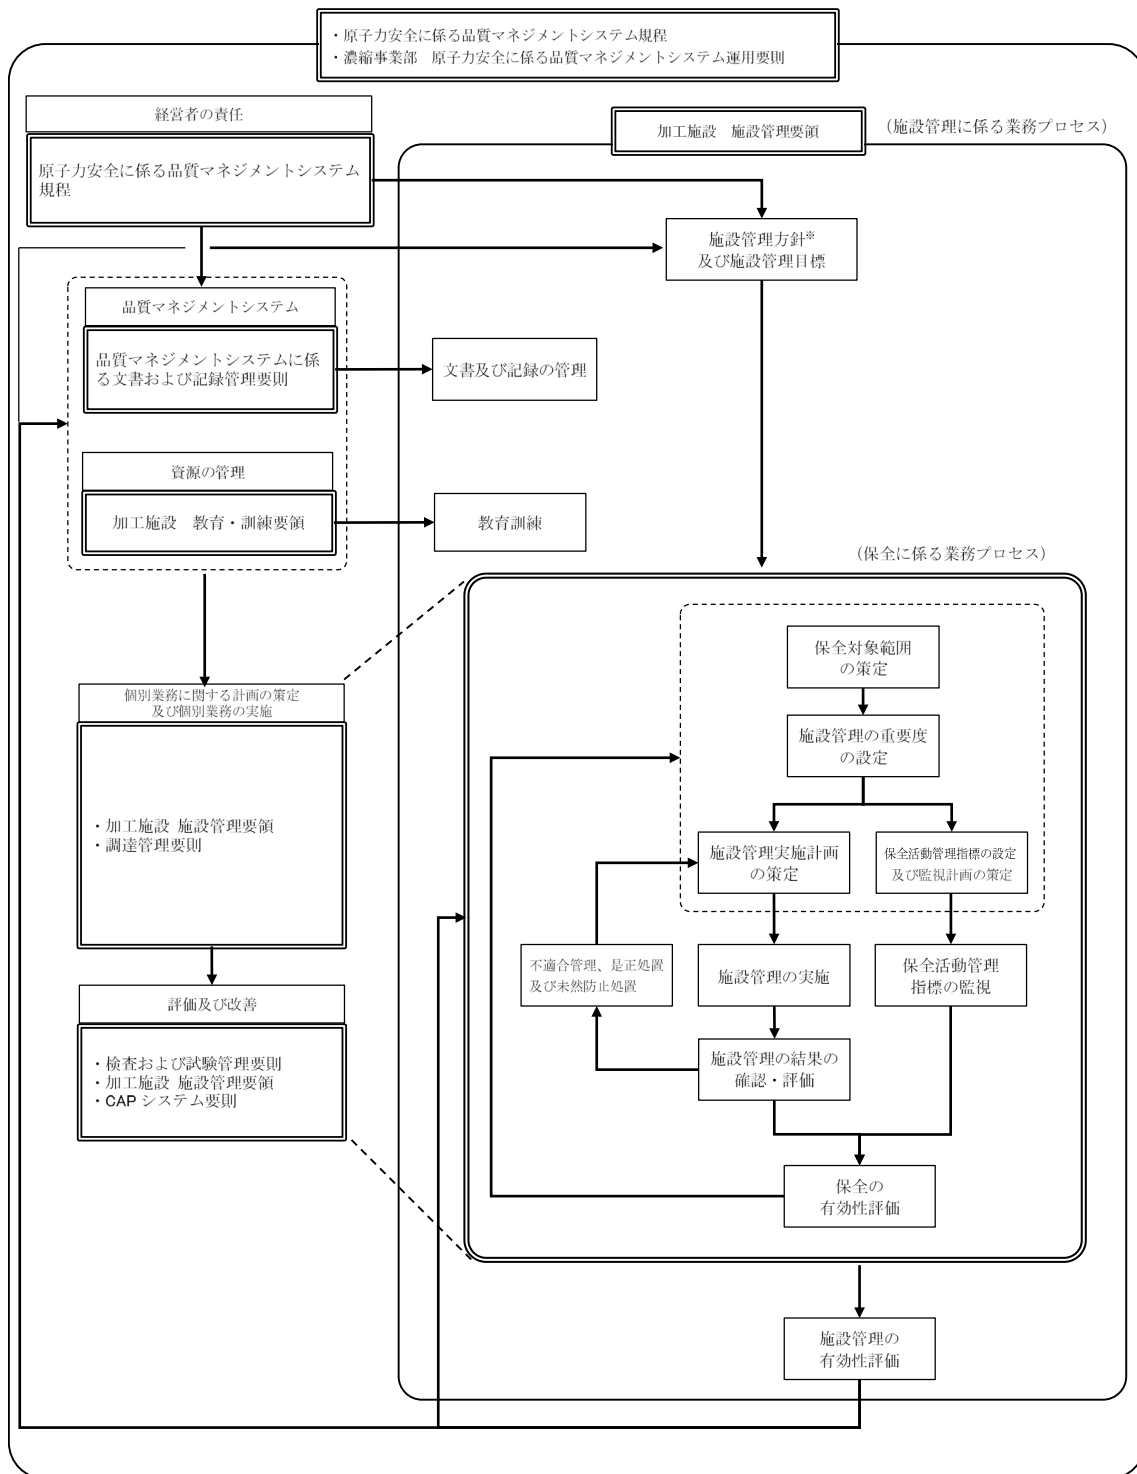 ・原子力安全に係る品質マネジメントシステム規程
・濃縮事業部　原子力安全に係る品質マネジメントシステム運用要則
経営者の責任
原子力安全に係る品質マネジメントシステム
規程
加工施設　施設管理要領
(施設管理に係る業務プロセス)
施設管理方針※
及び施設管理目標
品質マネジメントシステム
品質マネジメントシステムに係
る文書および記録管理要則
文書及び記録の管理
資源の管理
加工施設　教育・訓練要領
教育訓練
(保全に係る業務プロセス)
保全対象範囲
の策定
施設管理の重要度
の設定
施設管理実施計画
の策定
保全活動管理指標の設定
及び監視計画の策定
個別業務に関する計画の策定
及び個別業務の実施
・加工施設 施設管理要領
・調達管理要則
不適合管理、是正処置
及び未然防止処置
施設管理の実施
保全活動管理
指標の監視
施設管理の結果の
確認・評価
評価及び改善
・検査および試験管理要則
・加工施設 施設管理要領
・CAP システム要則
保全の
有効性評価
施設管理の
有効性評価